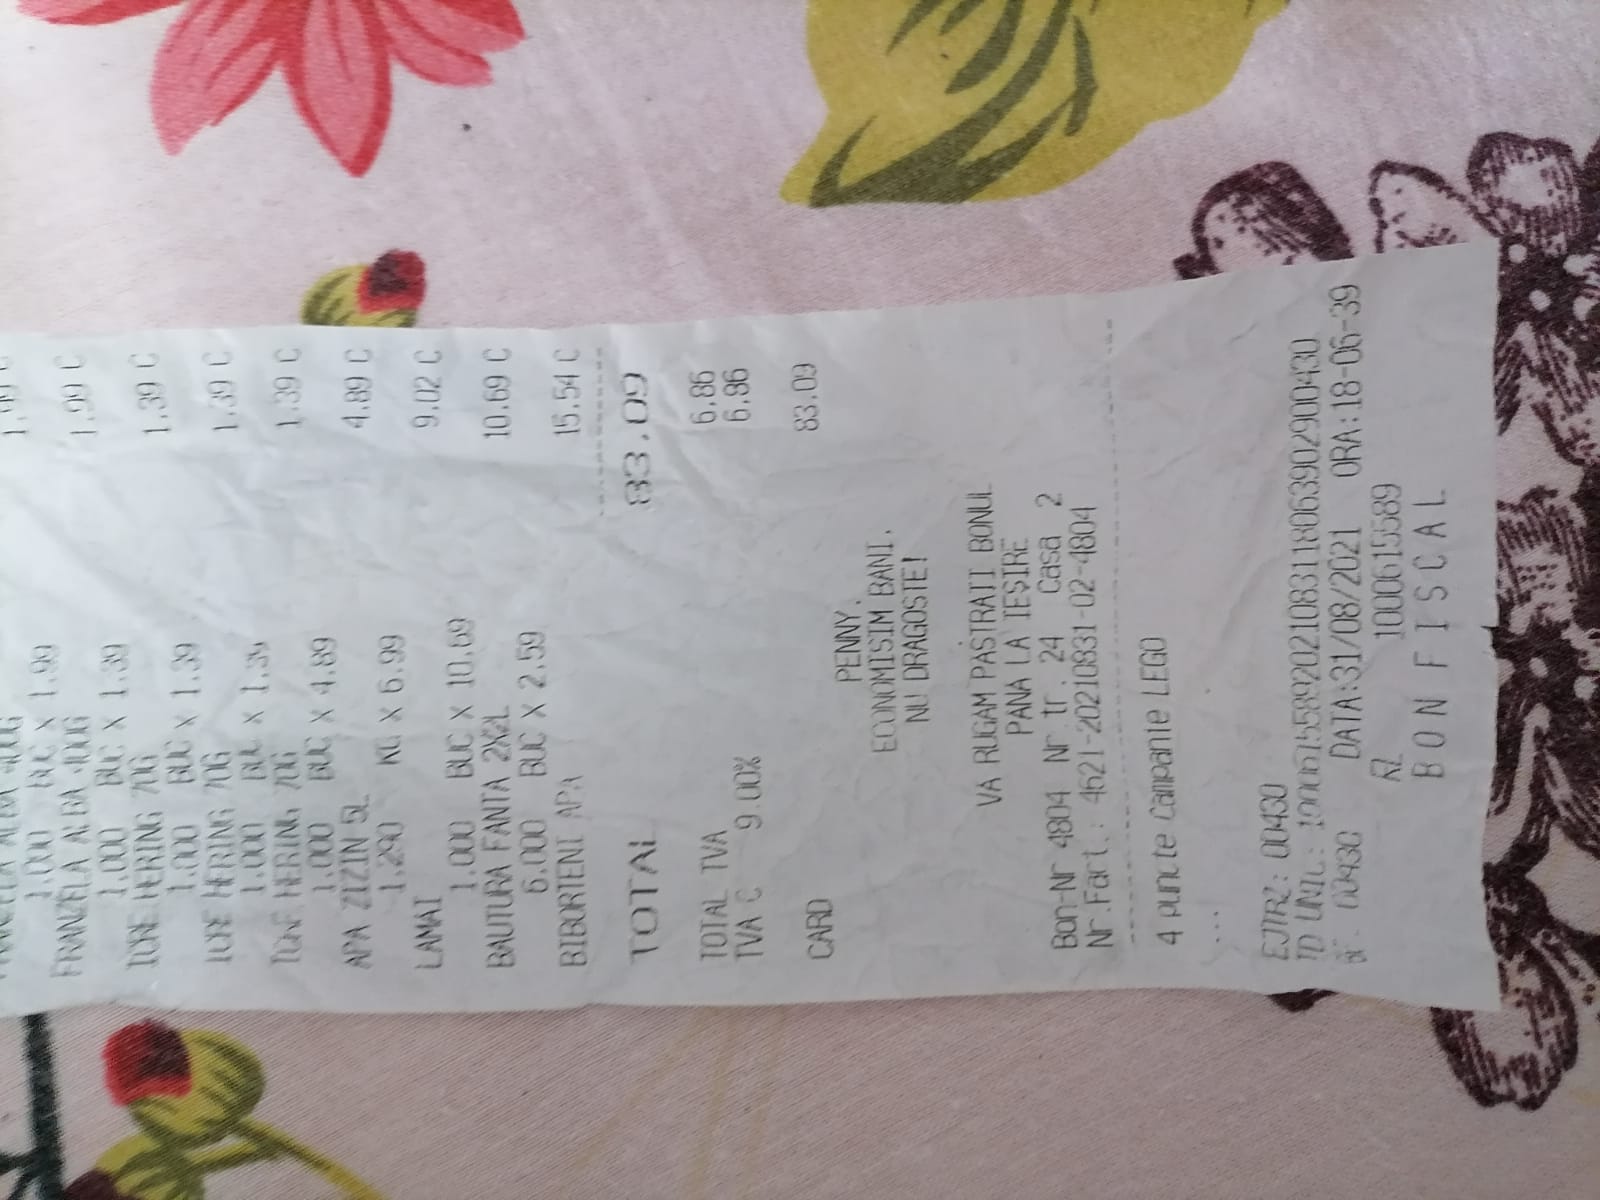 FRANZELA ALBA 400G 1.99 C
1.000 BUC X 1.99
FRANZELA ALBA 400G 1.99 C
1.000 BUC X 1.39
ICRE HERING 70G 1.39 C
1.000 BUC X 1.39
ICRE HERING 70G 1.39 C
1.000 BUC X 1.39
ICRE HERING 70G 1.39 C
1.000 BUC X 4.89
APA ZIZIN 5L 4.89 C
1.290 KG X 6.99
LAMAI 9.02 C
1.000 BUC X 10.69
BAUTURA FANTA 2X2L 10.69 C
6.000 BUC X 2.59
BIBORTENI APA 15.54 C
TOTAL 83.09
TOTAL TVA 6.86
TVA C 9.00% 6.86
CARD 83.09
PENNY.
ECONOMISIM BANI.
NU DRAGOSTE!
VA RUGAM PASTRATI BONUL
PANA LA IEŞIRE
Bon-Nr 4804 Nr tr. 24 Casa 2
Nr.Fact.: 4621-20210831-02-4804
4 puncte Campanie LEGO
...
EJTRZ: 00430
ID UNIC: 1000615589202108311806390290430
BF. 00430 DATA:31/08/2021 ORA:18-06-39
1000615589
BON FISCAL